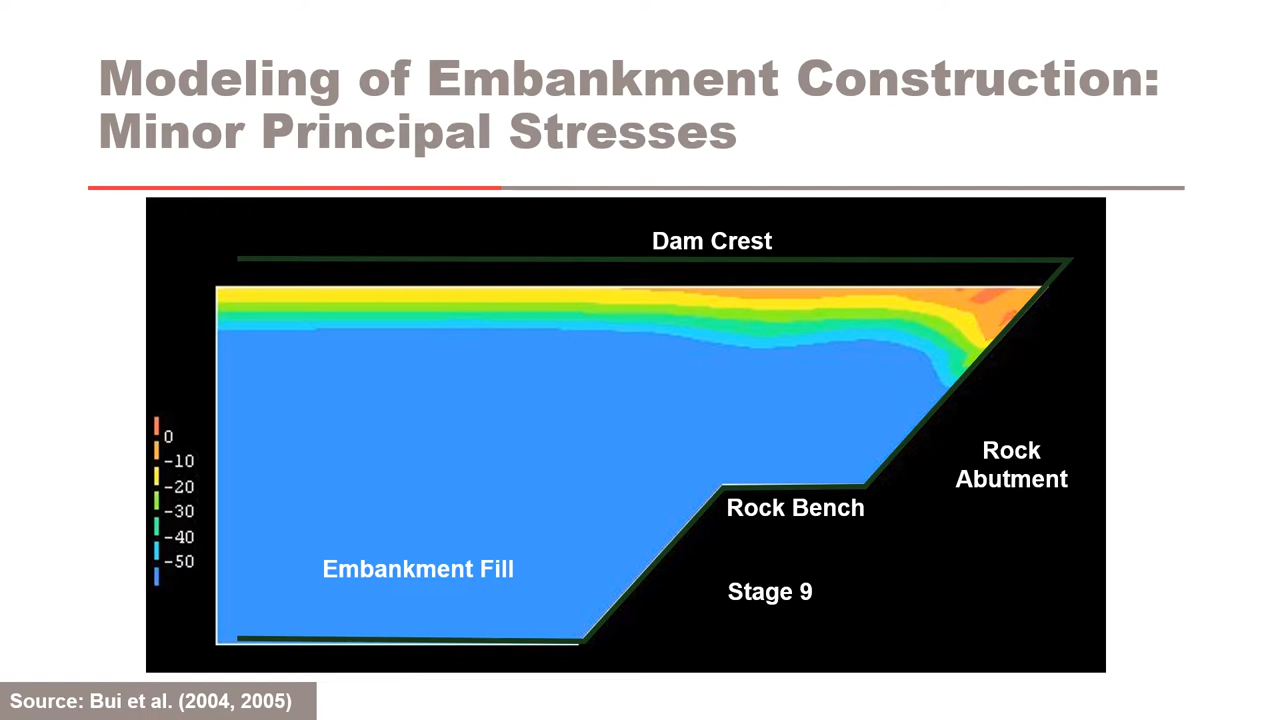 Modeling of Embankment Construction:
Minor Principal Stresses
Dam Crest
0
-10
-20
-30
-40
-50
Rock
Abutment
Rock Bench
Embankment Fill
Stage 9
Source: Bui et al. (2004, 2005)